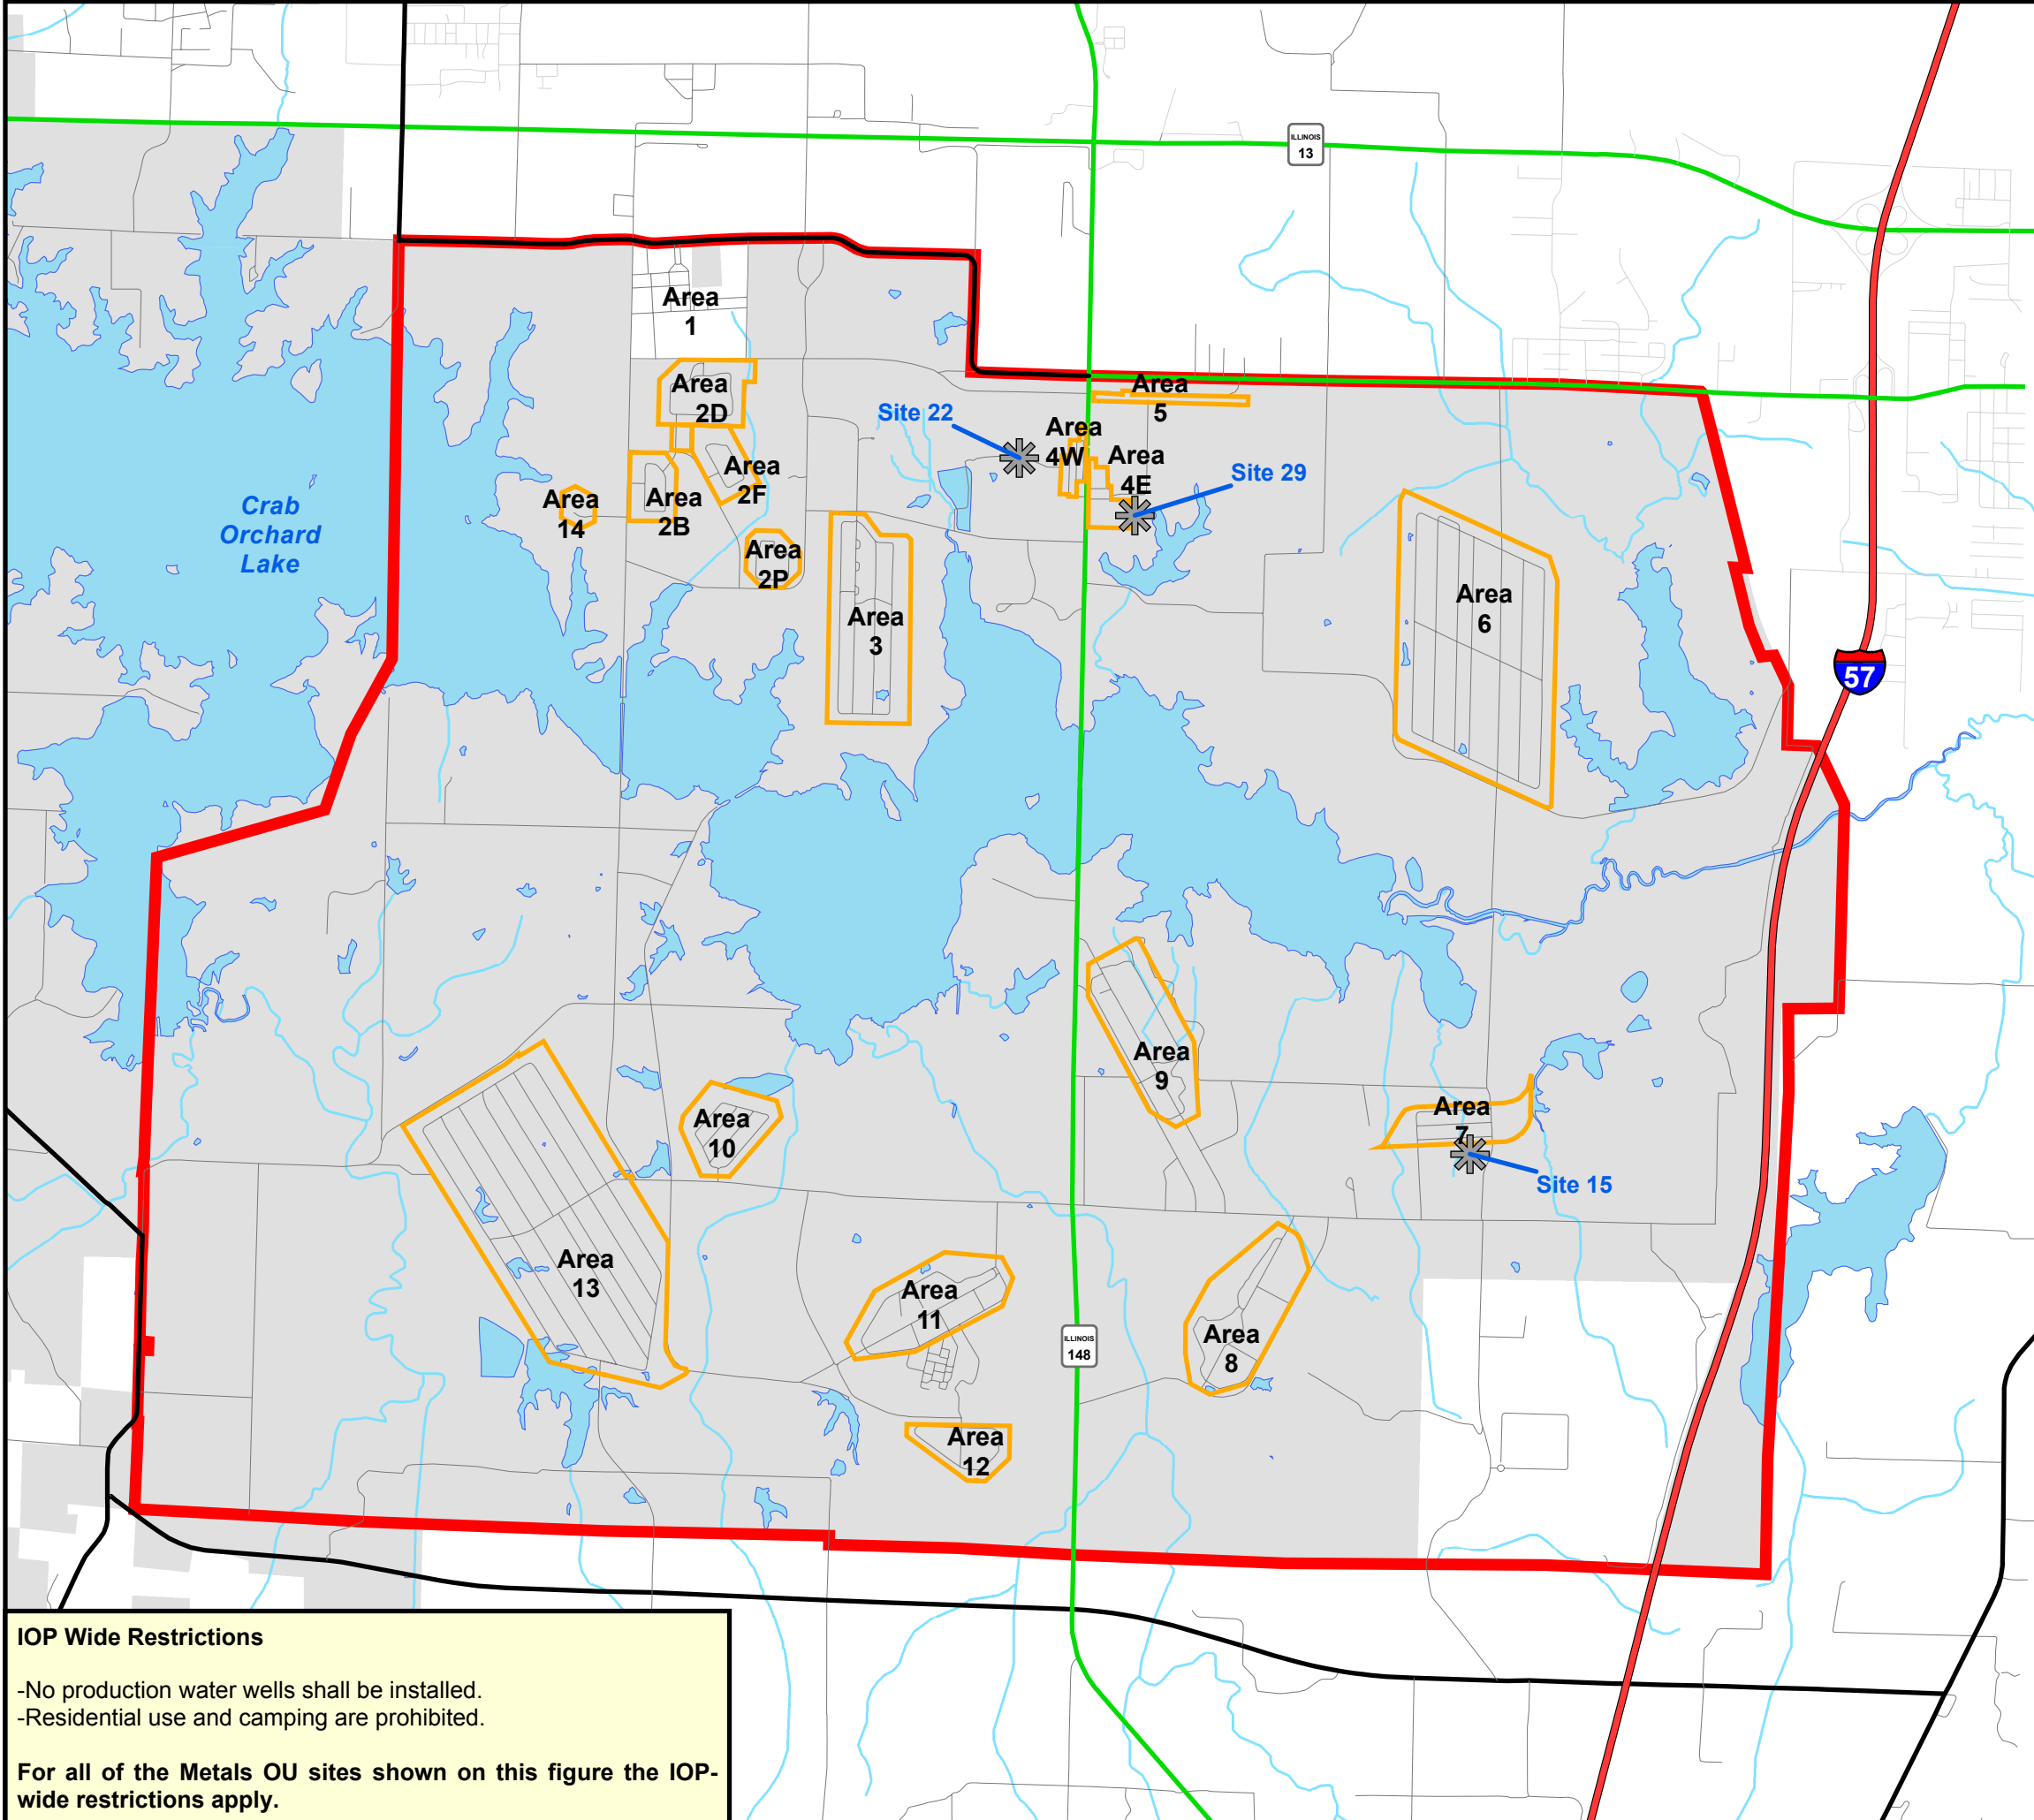 ILLINOIS
13
Area
1
Area
2D
Area
5
Site 22
Area
4W
Area
4E
Site 29
Area
2F
Area
2B
Area
14
Crab
Orchard
Lake
Area
2P
Area
3
Area
6
57
Area
9
Area
10
Area
7
Site 15
Area
13
Area
11
ILLINOIS
148
Area
8
Area
12
IOP Wide Restrictions
-No production water wells shall be installed.
-Residential use and camping are prohibited.
For all of the Metals OU sites shown on this figure the IOP-
wide restrictions apply.